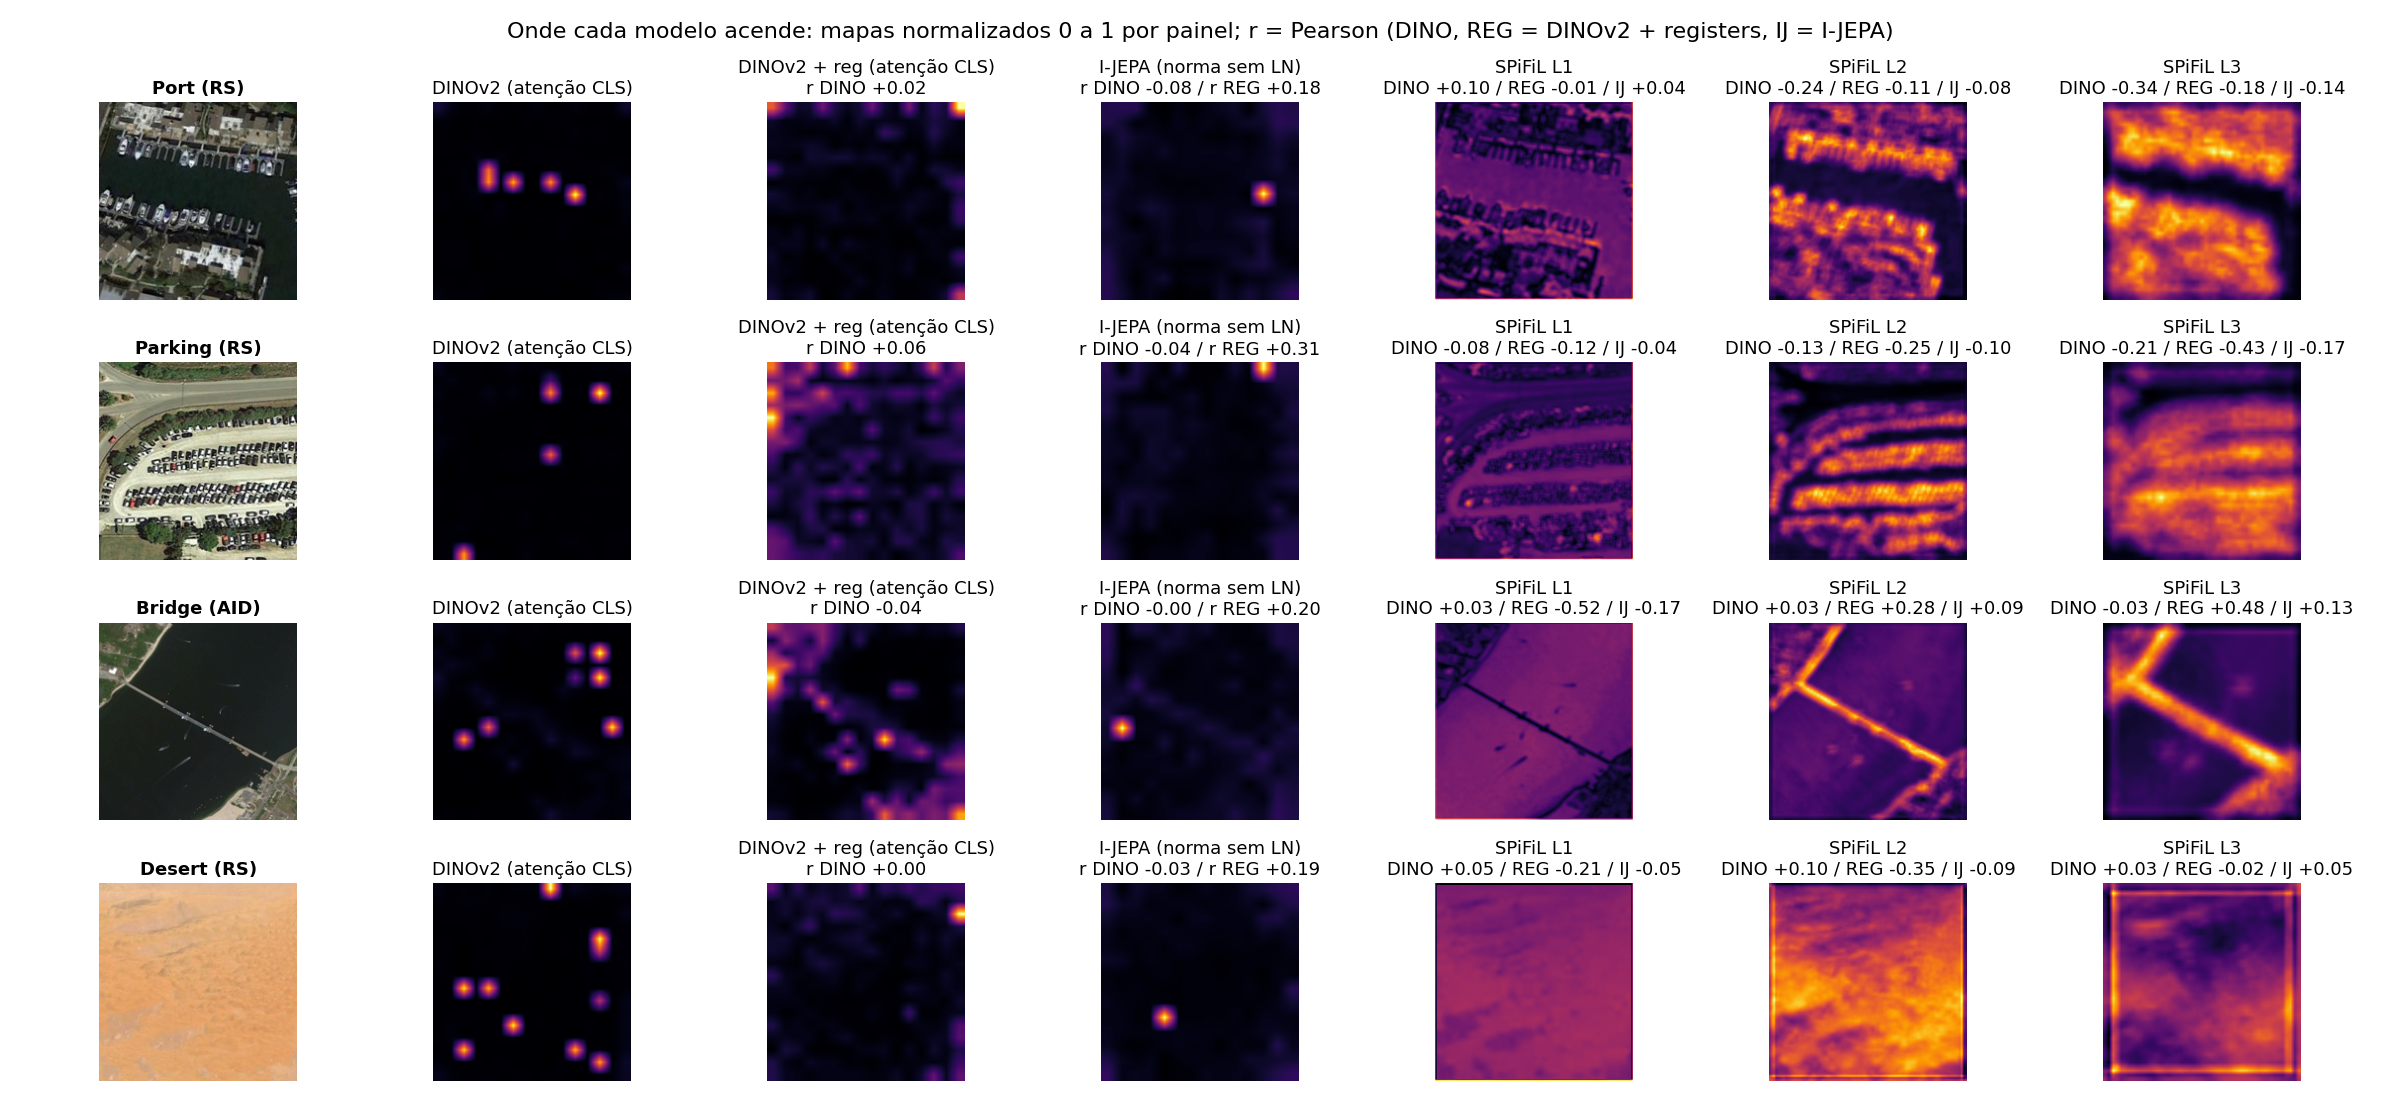 Onde cada modelo acende: mapas normalizados 0 a 1 por painel; r = Pearson (DINO, REG = DINOv2 + registers, IJ = I-JEPA)
Port (RS)
DINOv2 (atenção CLS)
DINOv2 + reg (atenção CLS)
r DINO +0.02
I-JEPA (norma sem LN)
r DINO -0.08 / r REG +0.18
SPiFiL L1
DINO +0.10 / REG -0.01 / IJ +0.04
SPiFiL L2
DINO -0.24 / REG -0.11 / IJ -0.08
SPiFiL L3
DINO -0.34 / REG -0.18 / IJ -0.14
Parking (RS)
DINOv2 (atenção CLS)
DINOv2 + reg (atenção CLS)
r DINO +0.06
I-JEPA (norma sem LN)
r DINO -0.04 / r REG +0.31
SPiFiL L1
DINO -0.08 / REG -0.12 / IJ -0.04
SPiFiL L2
DINO -0.13 / REG -0.25 / IJ -0.10
SPiFiL L3
DINO -0.21 / REG -0.43 / IJ -0.17
Bridge (AID)
DINOv2 (atenção CLS)
DINOv2 + reg (atenção CLS)
r DINO -0.04
I-JEPA (norma sem LN)
r DINO -0.00 / r REG +0.20
SPiFiL L1
DINO +0.03 / REG -0.52 / IJ -0.17
SPiFiL L2
DINO +0.03 / REG +0.28 / IJ +0.09
SPiFiL L3
DINO -0.03 / REG +0.48 / IJ +0.13
Desert (RS)
DINOv2 (atenção CLS)
DINOv2 + reg (atenção CLS)
r DINO +0.00
I-JEPA (norma sem LN)
r DINO -0.03 / r REG +0.19
SPiFiL L1
DINO +0.05 / REG -0.21 / IJ -0.05
SPiFiL L2
DINO +0.10 / REG -0.35 / IJ -0.09
SPiFiL L3
DINO +0.03 / REG -0.02 / IJ +0.05